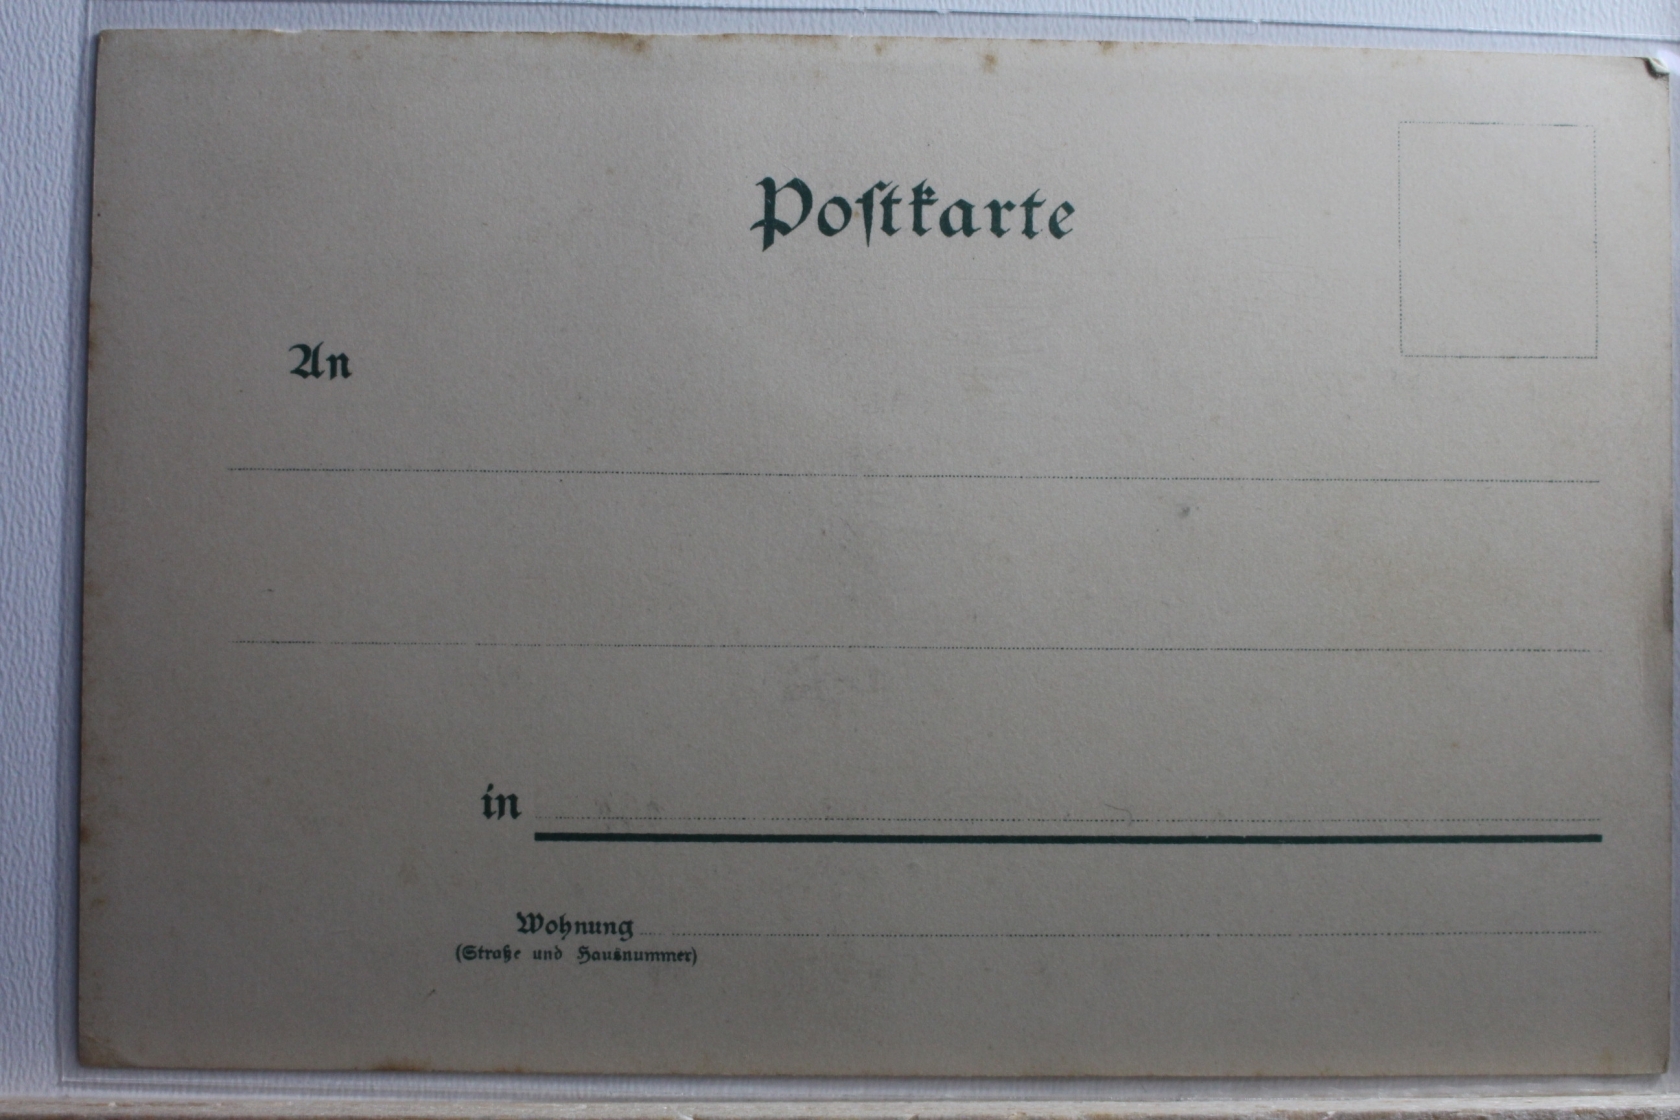 Postkarte
An
in
Wohnung
(Straße und Hausnummer)